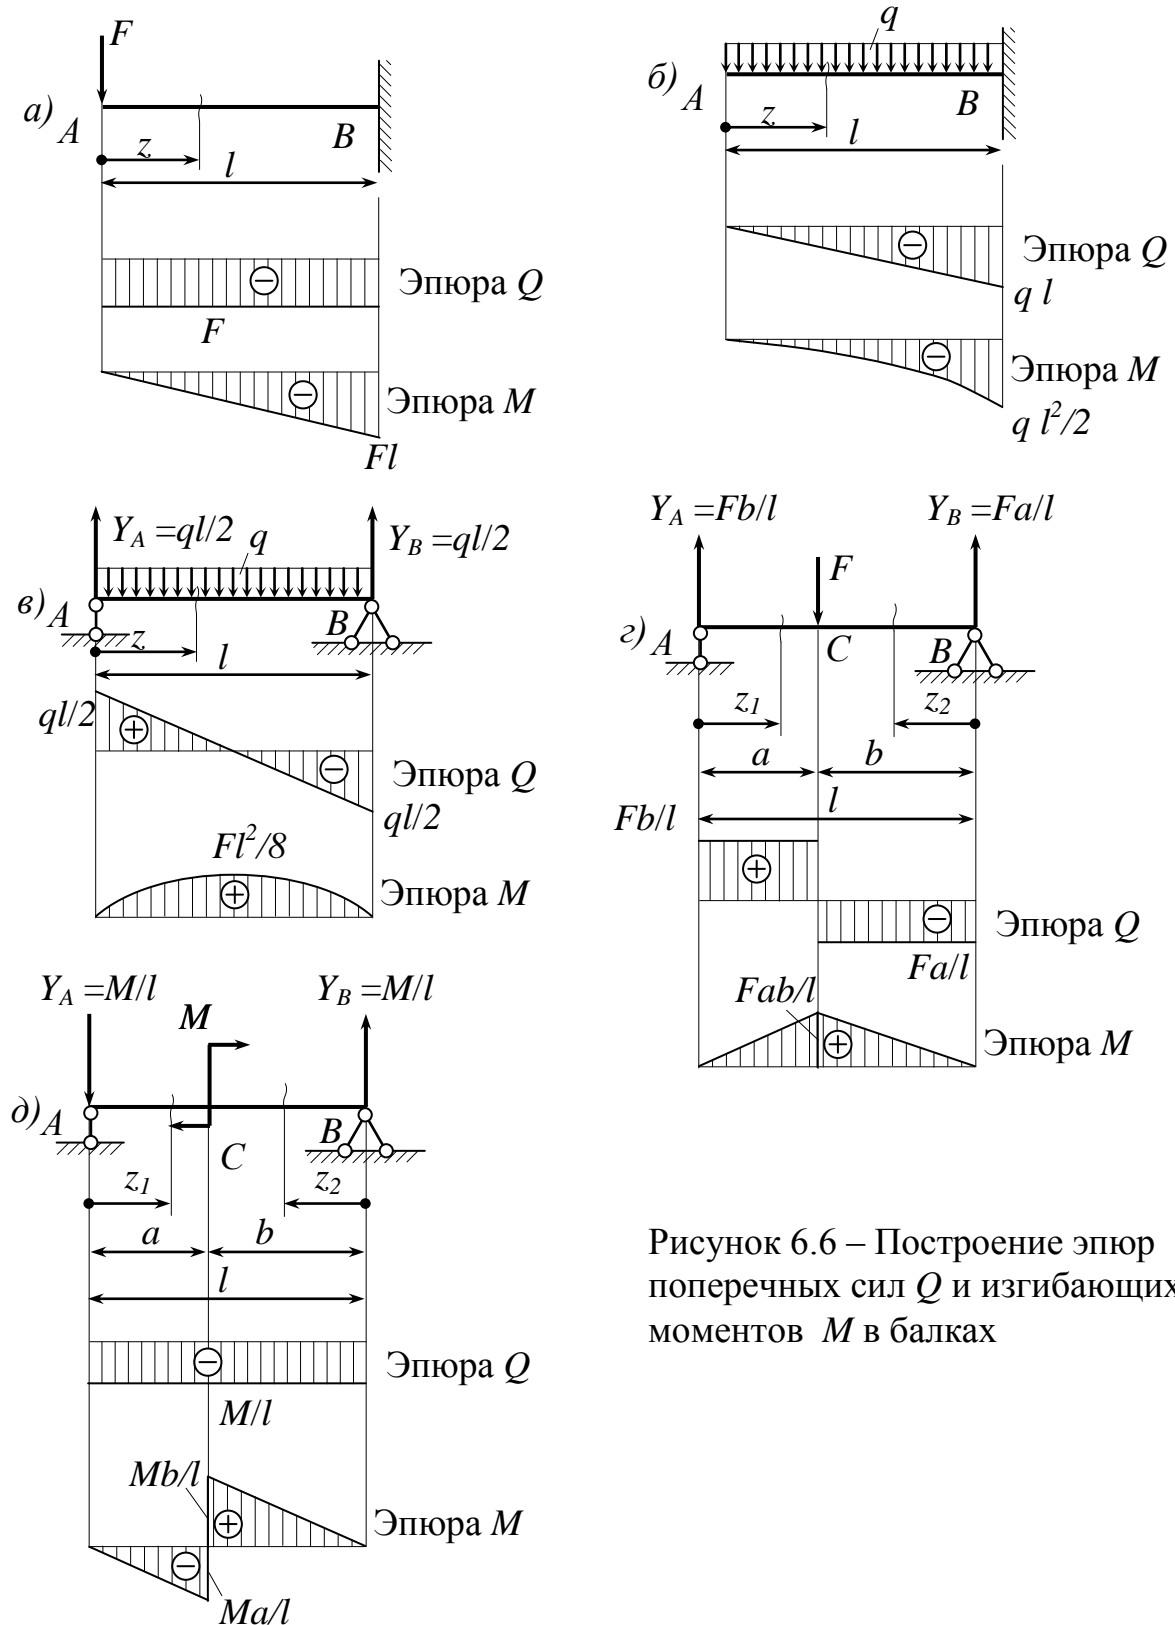 а)
F
A
B
z
l
Эпюра Q
F
Эпюра M
Fl
б)
q
A
B
z
l
Эпюра Q
q l
Эпюра M
q l²/2
в)
Y_A =ql/2
q
Y_B =ql/2
A
B
z
l
ql/2
Эпюра Q
ql/2
Fl²/8
Эпюра M
г)
Y_A =Fb/l
Y_B =Fa/l
F
A
C
B
z₁
z₂
a
b
l
Fb/l
Эпюра Q
Fa/l
Fab/l
Эпюра M
д)
Y_A =M/l
Y_B =M/l
M
A
C
B
z₁
z₂
a
b
l
Эпюра Q
M/l
Mb/l
Эпюра M
Ma/l
Рисунок 6.6 – Построение эпюр
поперечных сил Q и изгибающих
моментов M в балках